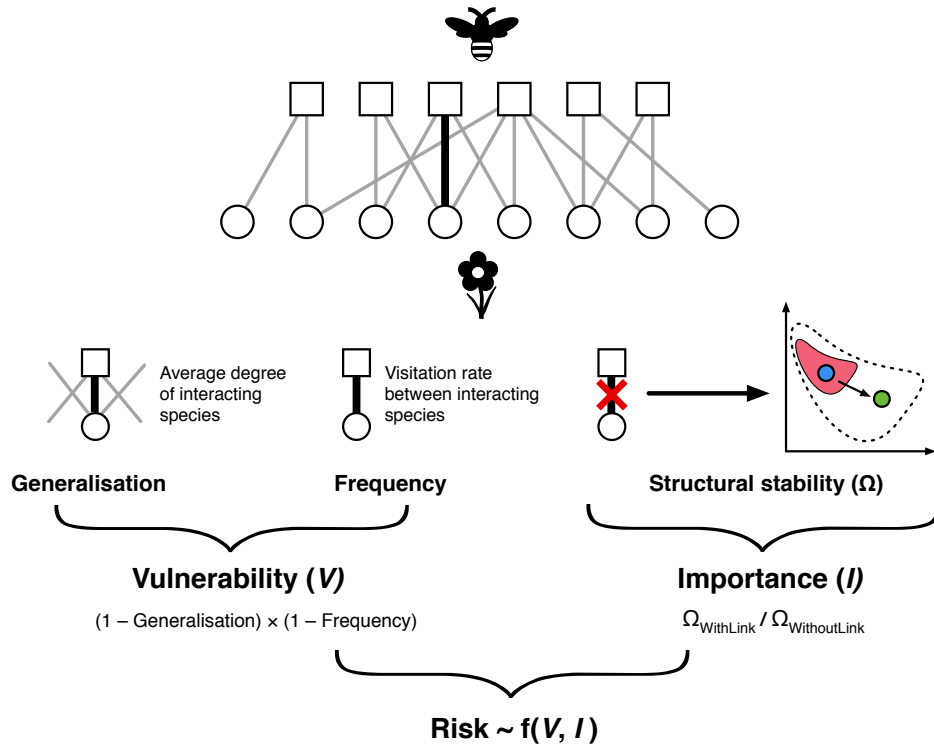 Average degree
of interacting
species
Visitation rate
between interacting
species
Generalisation
Frequency
Structural stability (Ω)
Vulnerability (V)
Importance (I)
(1 – Generalisation) × (1 – Frequency)
ΩWithLink / ΩWithoutLink
Risk ~ f(V, I)